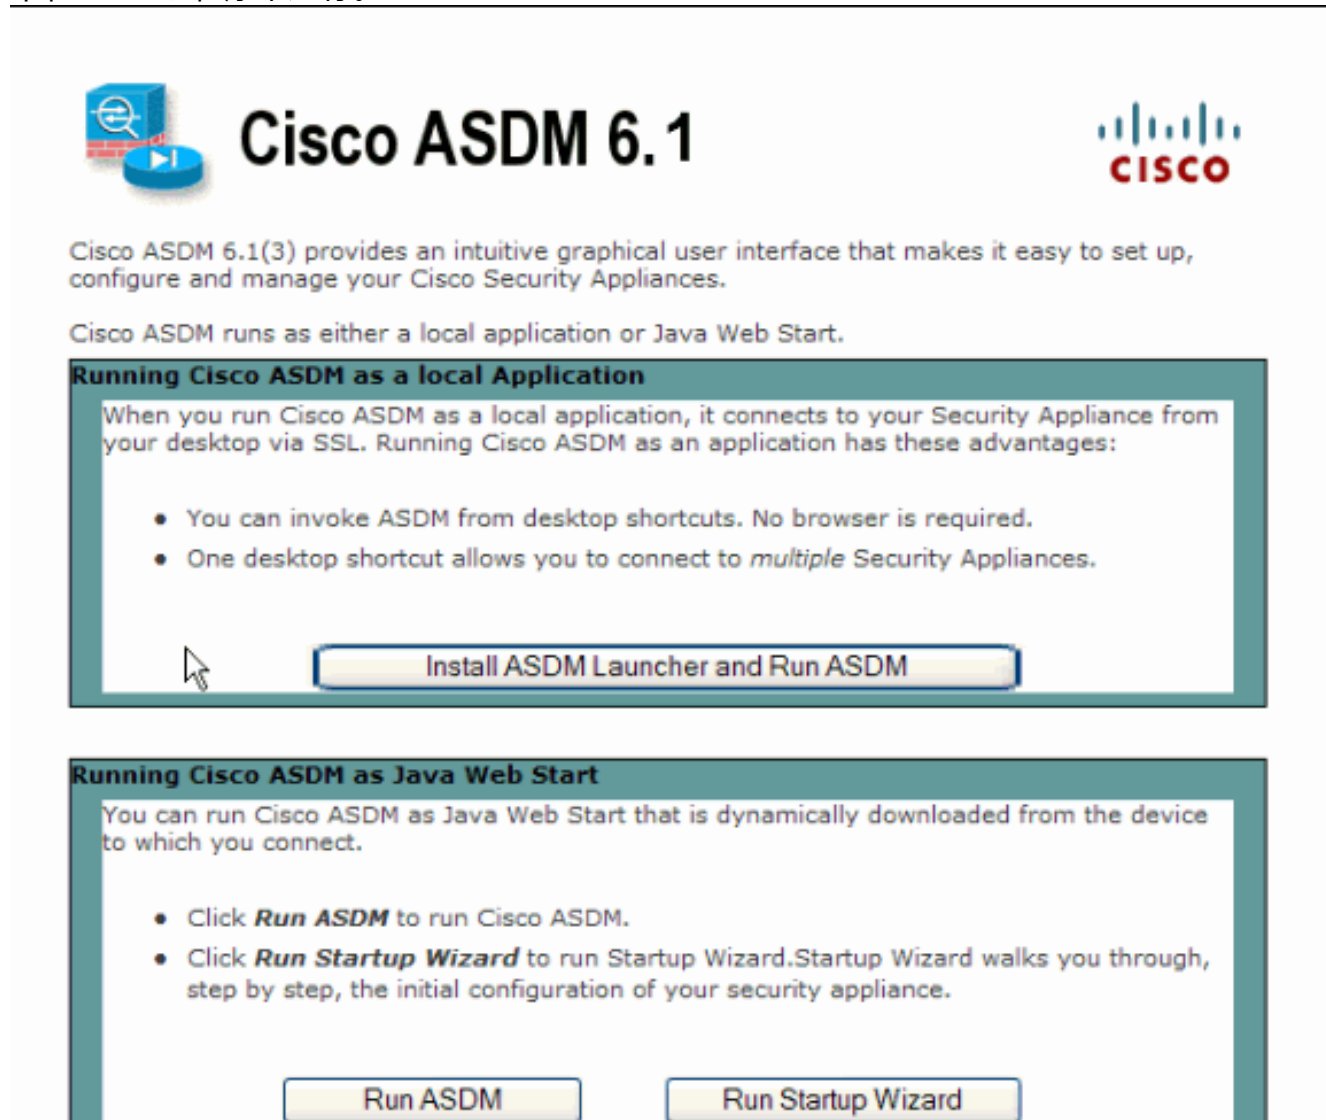 Cisco ASDM 6.1
CISCO
Cisco ASDM 6.1(3) provides an intuitive graphical user interface that makes it easy to set up,
configure and manage your Cisco Security Appliances.
Cisco ASDM runs as either a local application or Java Web Start.
Running Cisco ASDM as a local Application
When you run Cisco ASDM as a local application, it connects to your Security Appliance from
your desktop via SSL. Running Cisco ASDM as an application has these advantages:
• You can invoke ASDM from desktop shortcuts. No browser is required.
• One desktop shortcut allows you to connect to multiple Security Appliances.
Install ASDM Launcher and Run ASDM
Running Cisco ASDM as Java Web Start
You can run Cisco ASDM as Java Web Start that is dynamically downloaded from the device
to which you connect.
• Click Run ASDM to run Cisco ASDM.
• Click Run Startup Wizard to run Startup Wizard.Startup Wizard walks you through,
step by step, the initial configuration of your security appliance.
Run ASDM
Run Startup Wizard